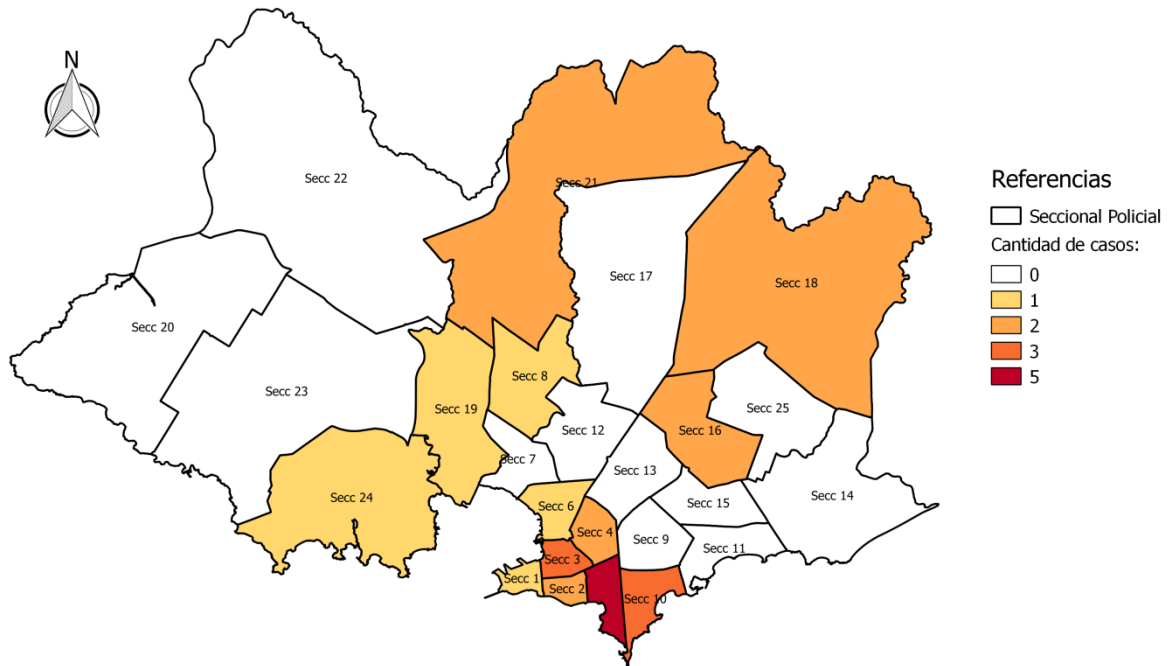 N
Secc 22
Secc 21
Secc 17
Secc 18
Secc 20
Secc 23
Secc 8
Secc 19
Secc 25
Secc 12
Secc 16
Secc 7
Secc 13
Secc 24
Secc 14
Secc 15
Secc 6
Secc 4
Secc 9
Secc 11
Secc 3
Secc 1
Secc 2
Secc 10
Referencias
Seccional Policial
Cantidad de casos:
0
1
2
3
5